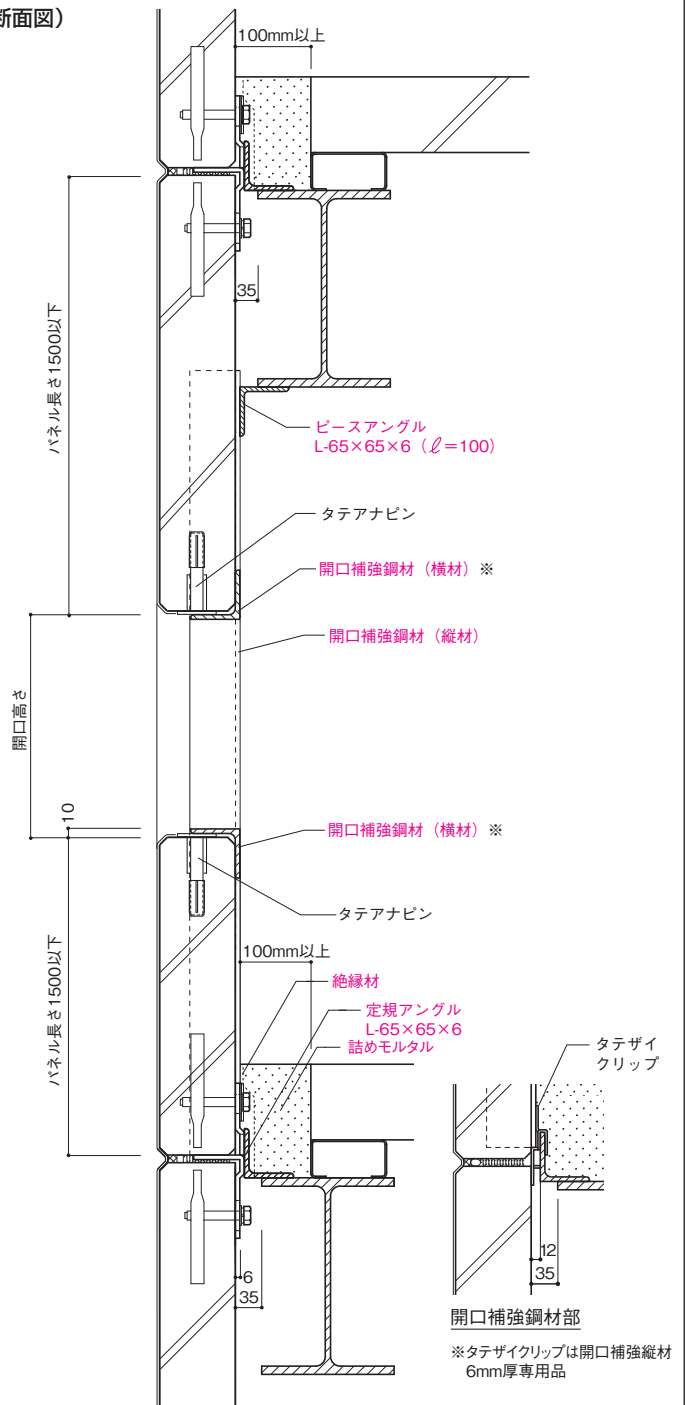 断面図）
100mm以上
パネル長さ1500以下
35
ピースアングル
L-65×65×6（ℓ＝100）
タテアナピン
開口補強鋼材（横材）※
開口補強鋼材（縦材）
開口高さ
10
開口補強鋼材（横材）※
タテアナピン
パネル長さ1500以下
100mm以上
絶縁材
定規アングル
L-65×65×6
詰めモルタル
タテザイ
クリップ
6
35
12
35
開口補強鋼材部
※タテザイクリップは開口補強縦材
6mm厚専用品